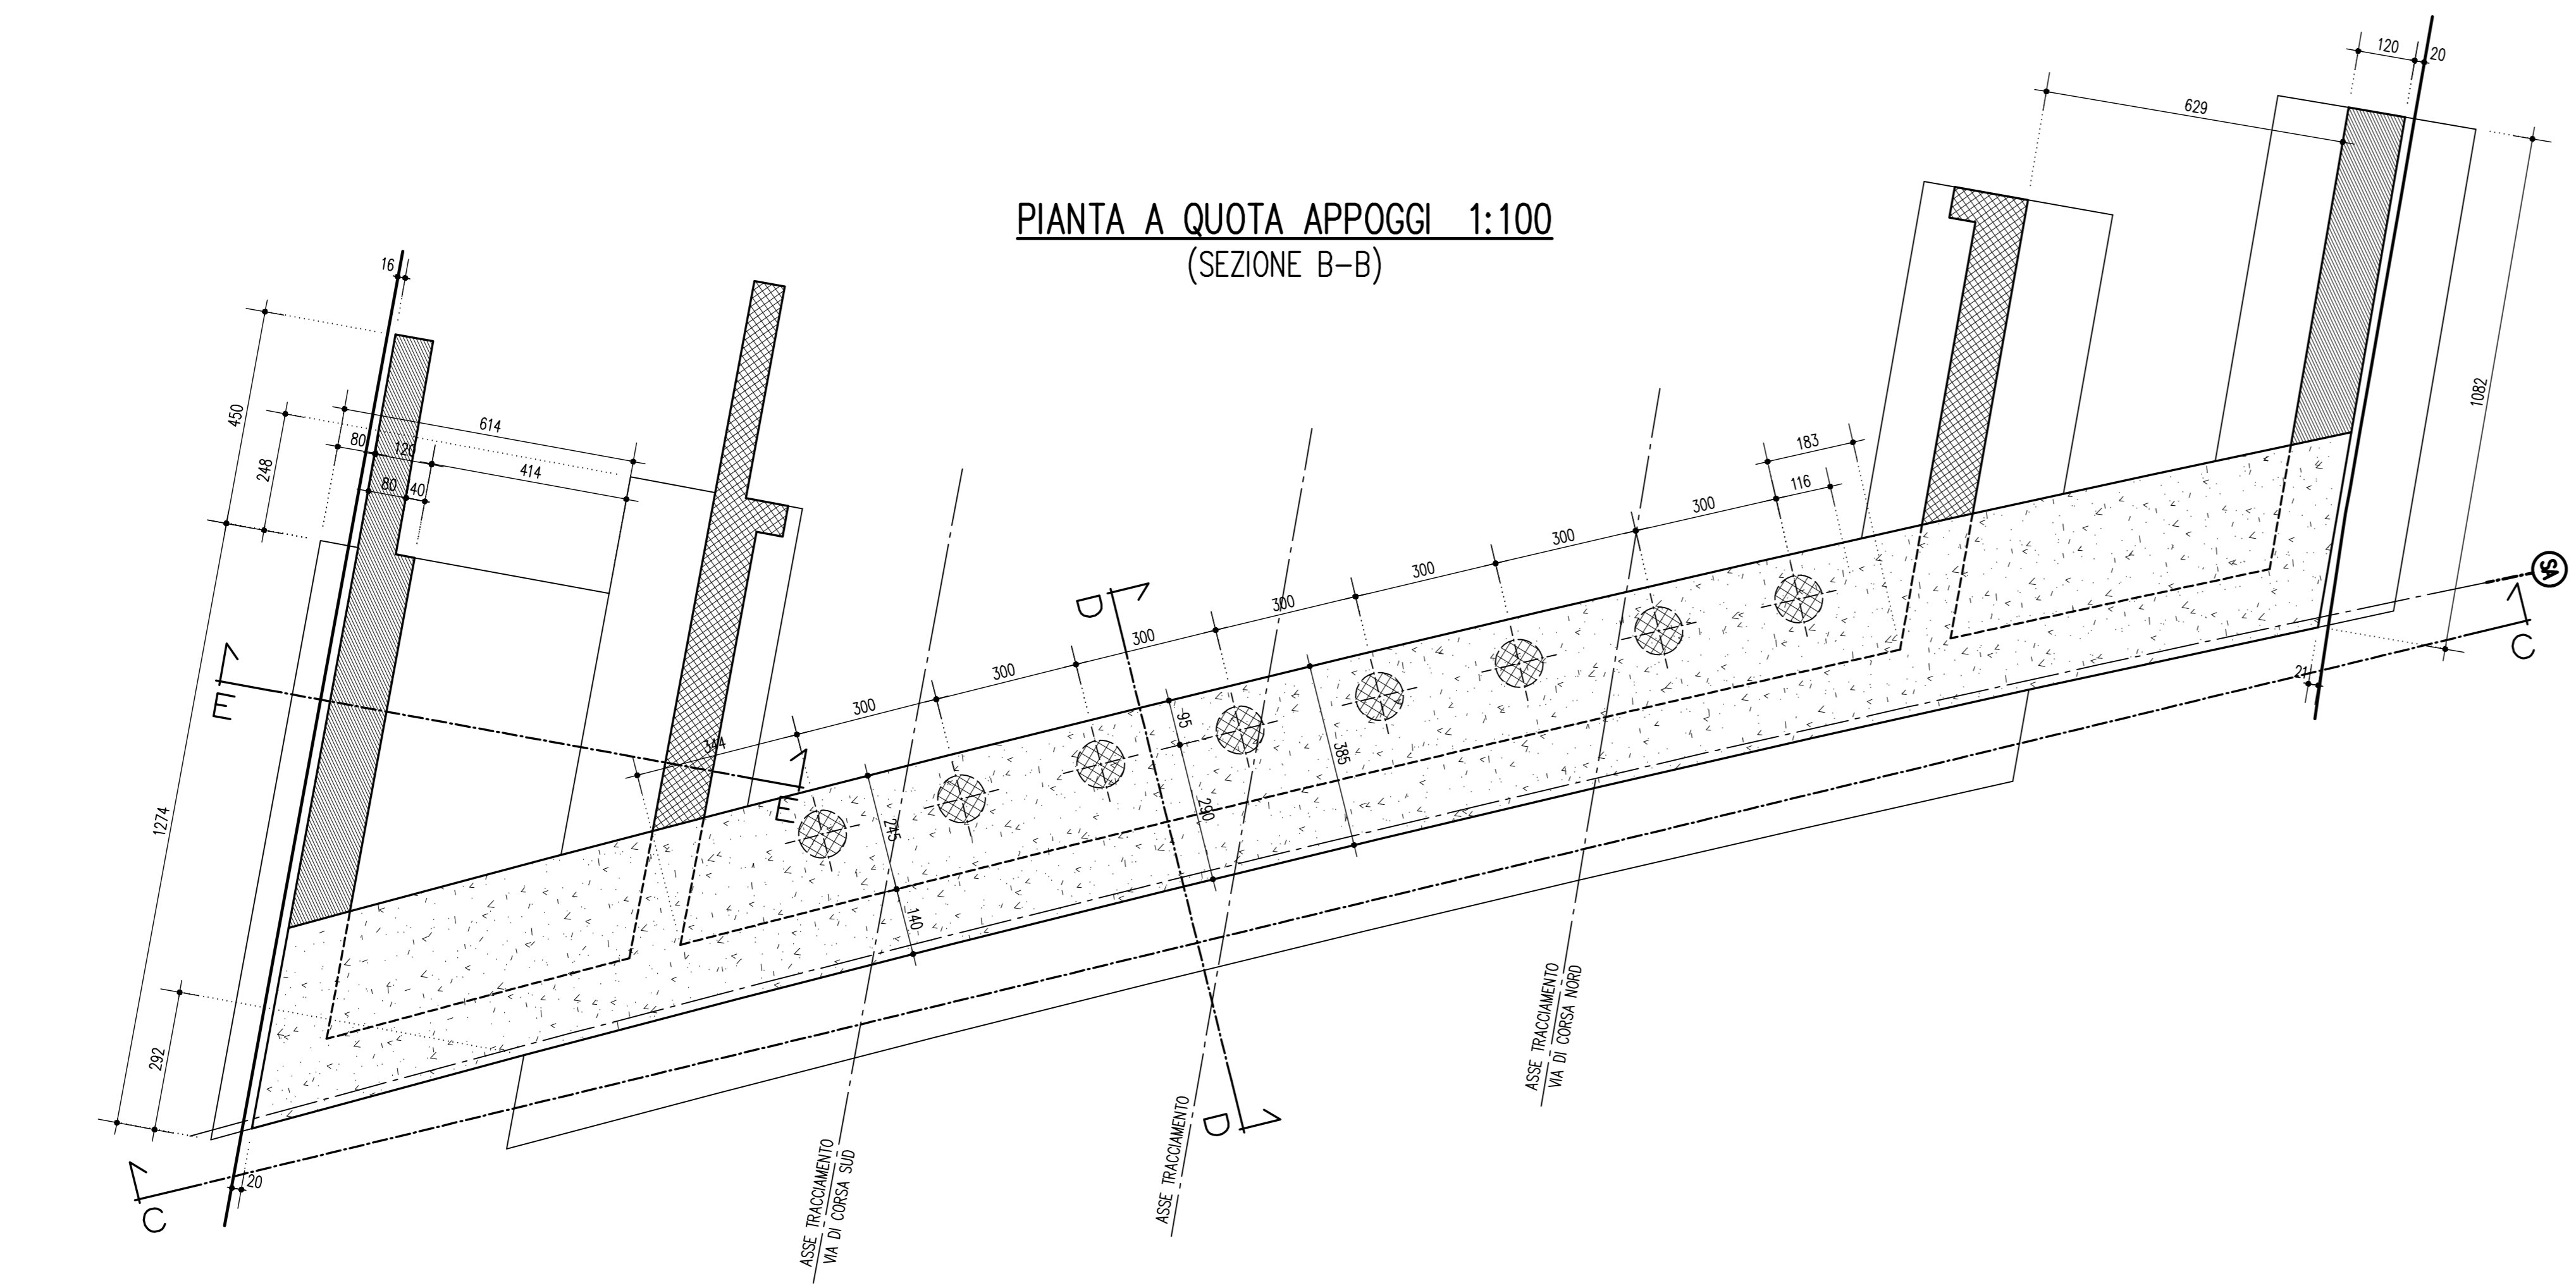 PIANTA A QUOTA APPOGGI 1:100
(SEZIONE B-B)
120
20
629
1082
16
450
248
614
80
120
414
80
40
1274
292
20
344
300
300
300
300
300
300
300
183
116
95
290
385
245
140
21
E
E
D
D
C
C
SA
ASSE TRACCIAMENTO
VIA DI CORSA SUD
ASSE TRACCIAMENTO
ASSE TRACCIAMENTO
VIA DI CORSA NORD